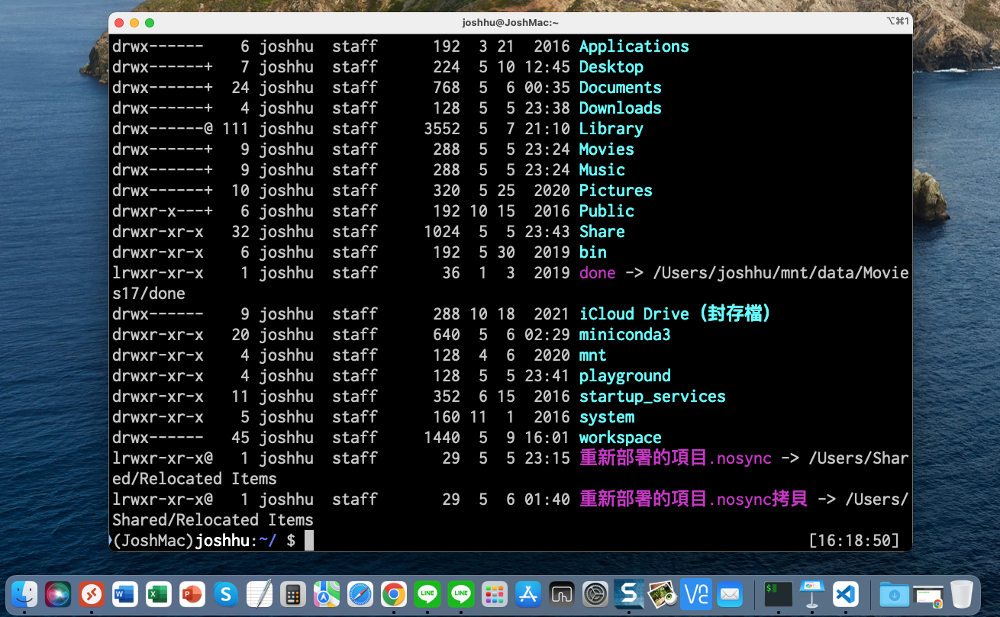 joshhu@JoshMac:~
⌥⌘1
drwx------    6 joshhu  staff      192  3 21  2016 Applications
drwx------+   7 joshhu  staff      224  5 10 12:45 Desktop
drwx------+  24 joshhu  staff      768  5  6 00:35 Documents
drwx------+   4 joshhu  staff      128  5  5 23:38 Downloads
drwx------@ 111 joshhu  staff     3552  5  7 21:10 Library
drwx------+   9 joshhu  staff      288  5  5 23:24 Movies
drwx------+   9 joshhu  staff      288  5  5 23:24 Music
drwx------+  10 joshhu  staff      320  5 25  2020 Pictures
drwxr-x---+   6 joshhu  staff      192 10 15  2016 Public
drwxr-xr-x   32 joshhu  staff     1024  5  5 23:43 Share
drwxr-xr-x    6 joshhu  staff      192  5 30  2019 bin
lrwxr-xr-x    1 joshhu  staff       36  1  3  2019 done -> /Users/joshhu/mnt/data/Movie
s17/done
drwx------    9 joshhu  staff      288 10 18  2021 iCloud Drive（封存檔）
drwxr-xr-x   20 joshhu  staff      640  5  6 02:29 miniconda3
drwxr-xr-x    4 joshhu  staff      128  4  6  2020 mnt
drwxr-xr-x    4 joshhu  staff      128  5  5 23:41 playground
drwxr-xr-x   11 joshhu  staff      352  6 15  2016 startup_services
drwxr-xr-x    5 joshhu  staff      160 11  1  2016 system
drwx------   45 joshhu  staff     1440  5  9 16:01 workspace
lrwxr-xr-x@   1 joshhu  staff       29  5  5 23:15 重新部署的項目.nosync -> /Users/Shar
ed/Relocated Items
lrwxr-xr-x@   1 joshhu  staff       29  5  6 01:40 重新部署的項目.nosync拷貝 -> /Users/
Shared/Relocated Items
(JoshMac)joshhu:~/ $ [16:18:50]
W X P S LINE LINE S VE $